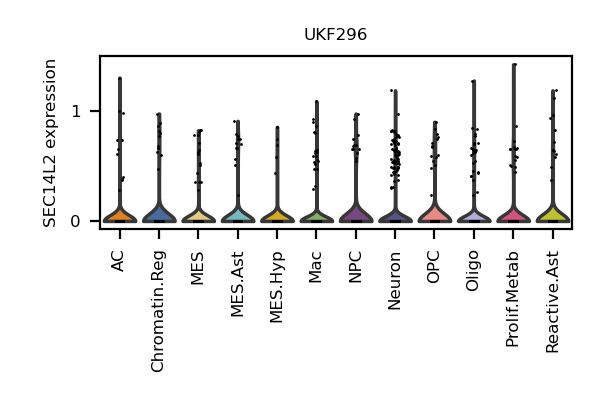 UKF296
SEC14L2 expression
1
0
AC
Chromatin.Reg
MES
MES.Ast
MES.Hyp
Mac
NPC
Neuron
OPC
Oligo
Prolif.Metab
Reactive.Ast